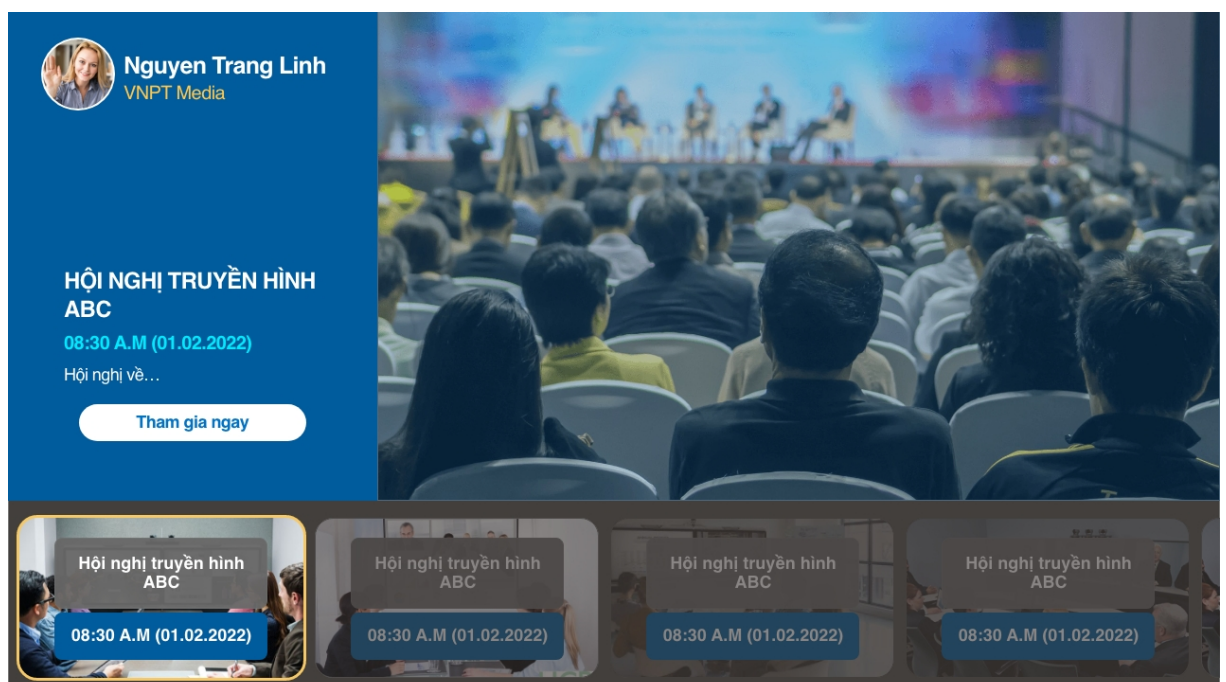 Nguyen Trang Linh
VNPT Media
HỘI NGHỊ TRUYỀN HÌNH
ABC
08:30 A.M (01.02.2022)
Hội nghị về...
Tham gia ngay
Hội nghị truyền hình
ABC
08:30 A.M (01.02.2022)
Hội nghị truyền hình
ABC
08:30 A.M (01.02.2022)
Hội nghị truyền hình
ABC
08:30 A.M (01.02.2022)
Hội nghị truyền hình
ABC
08:30 A.M (01.02.2022)